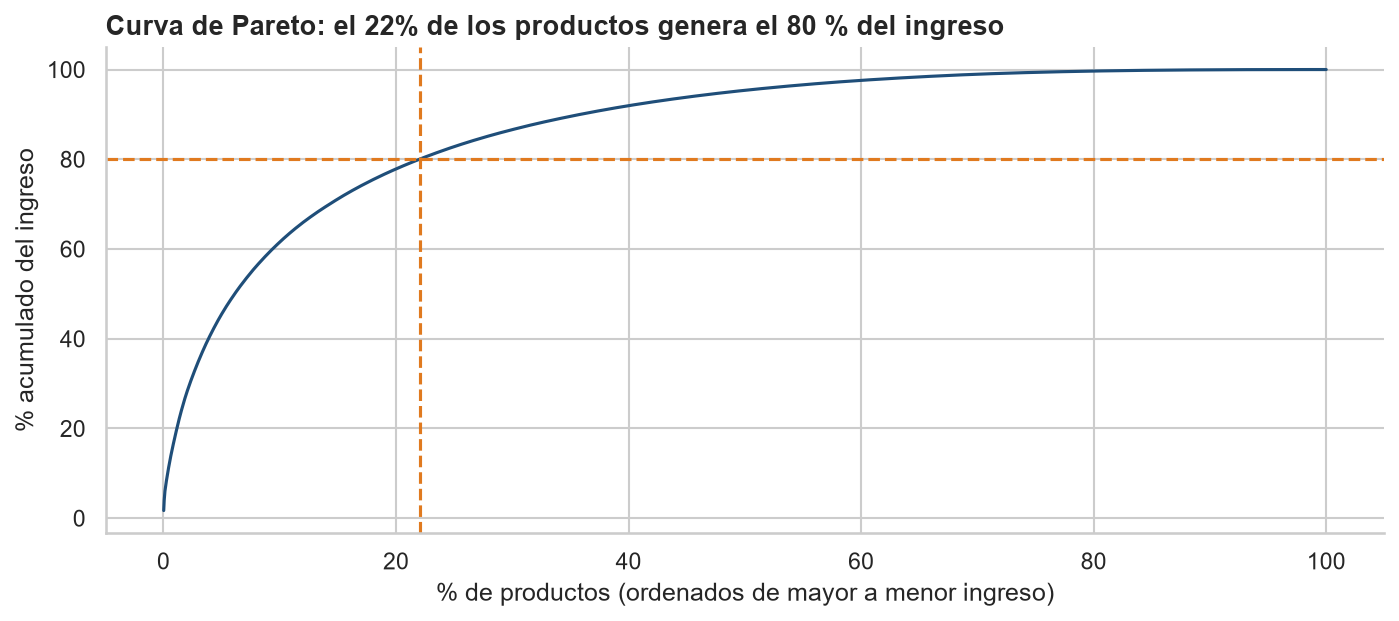 Curva de Pareto: el 22% de los productos genera el 80 % del ingreso
% acumulado del ingreso
100
80
60
40
20
0
0 20 40 60 80 100
% de productos (ordenados de mayor a menor ingreso)